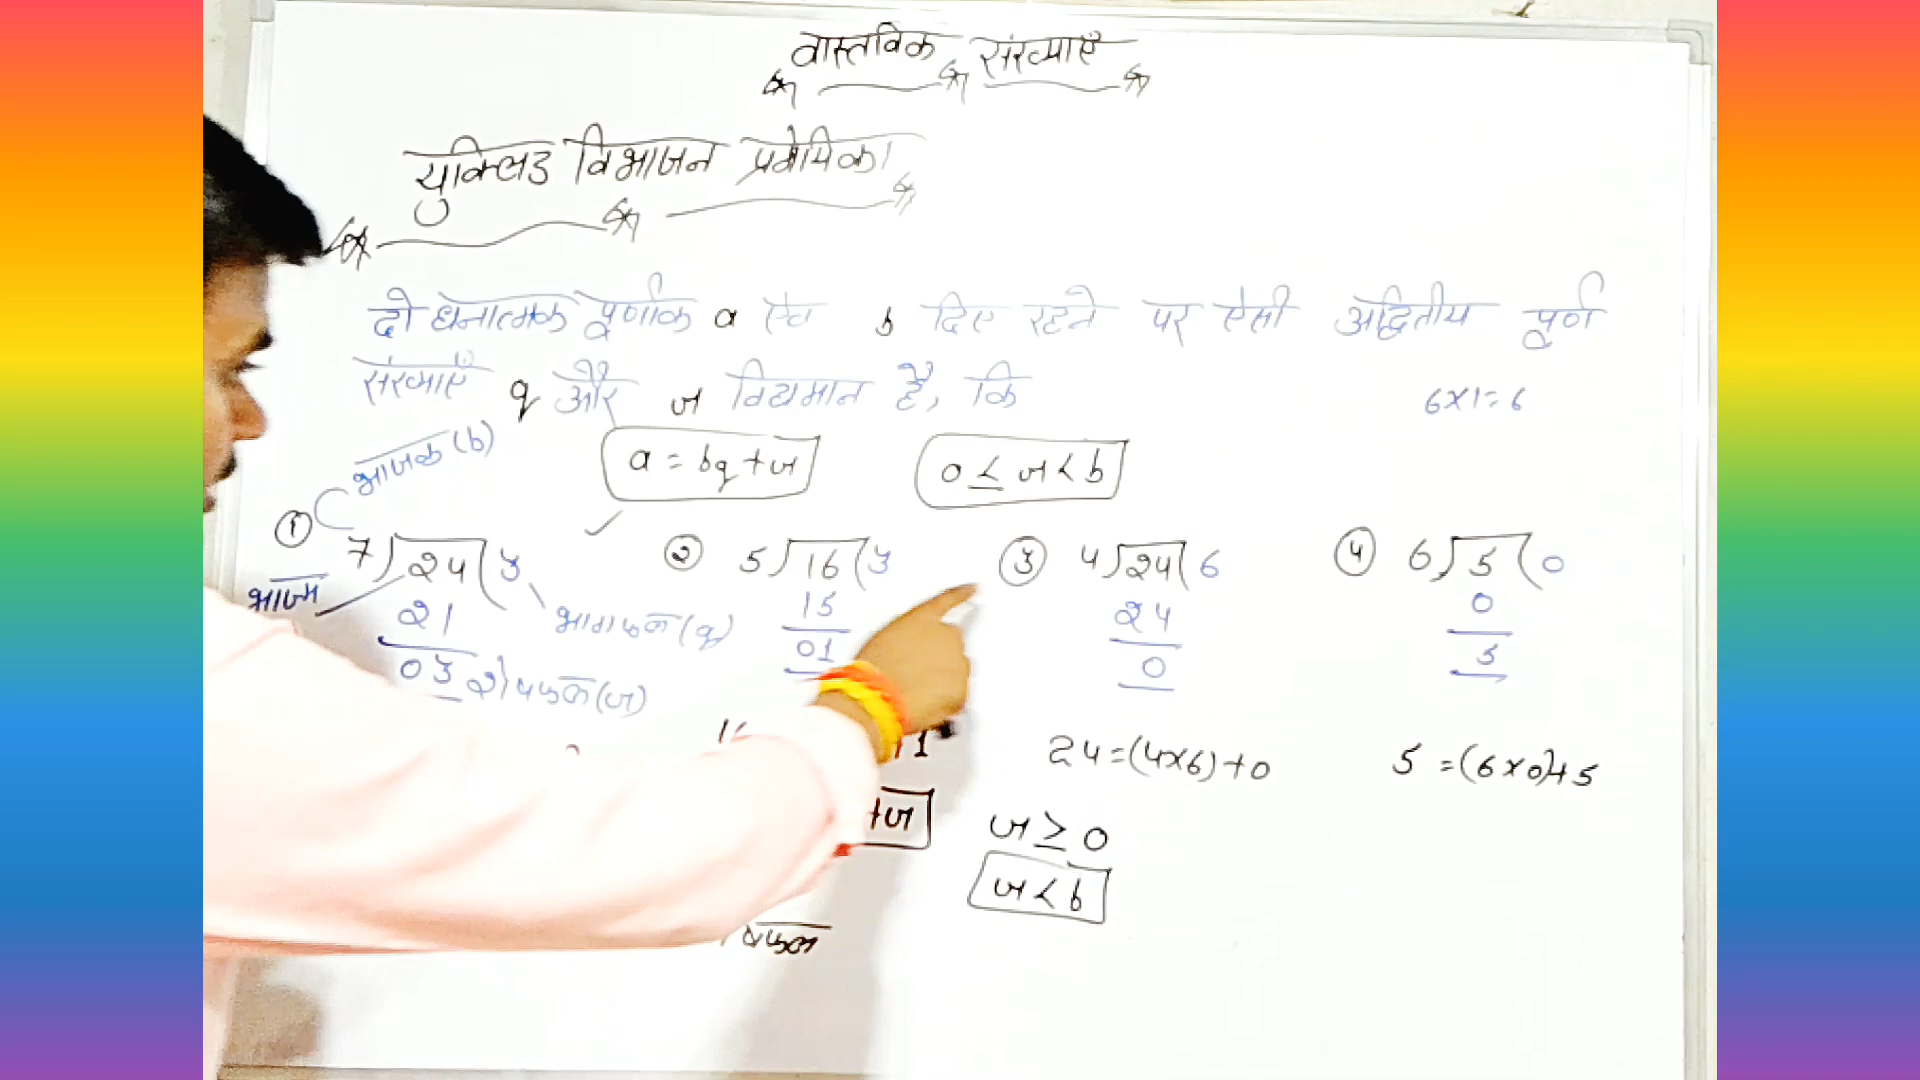 वास्तविक संख्याएँ
युक्लिड विभाजन प्रमेयिका
दो धनात्मक पूर्णांक a एवं b दिए रहने पर ऐसी अद्वितीय पूर्ण
संख्याएँ q और r विद्यमान है, कि
6×1=6
भाजक (b)
a = bq + r
0 ≤ r < b
① 7) 24 ( 3
भाज्य
21
03 शेषफल (r)
भागफल (q)
② 5) 16 ( 3
15
01
③ 4) 24 ( 6
24
0
④ 6) 5 ( 0
0
5
24 = (4×6) + 0
5 = (6×0)+5
1
+r
r ≥ 0
r < b